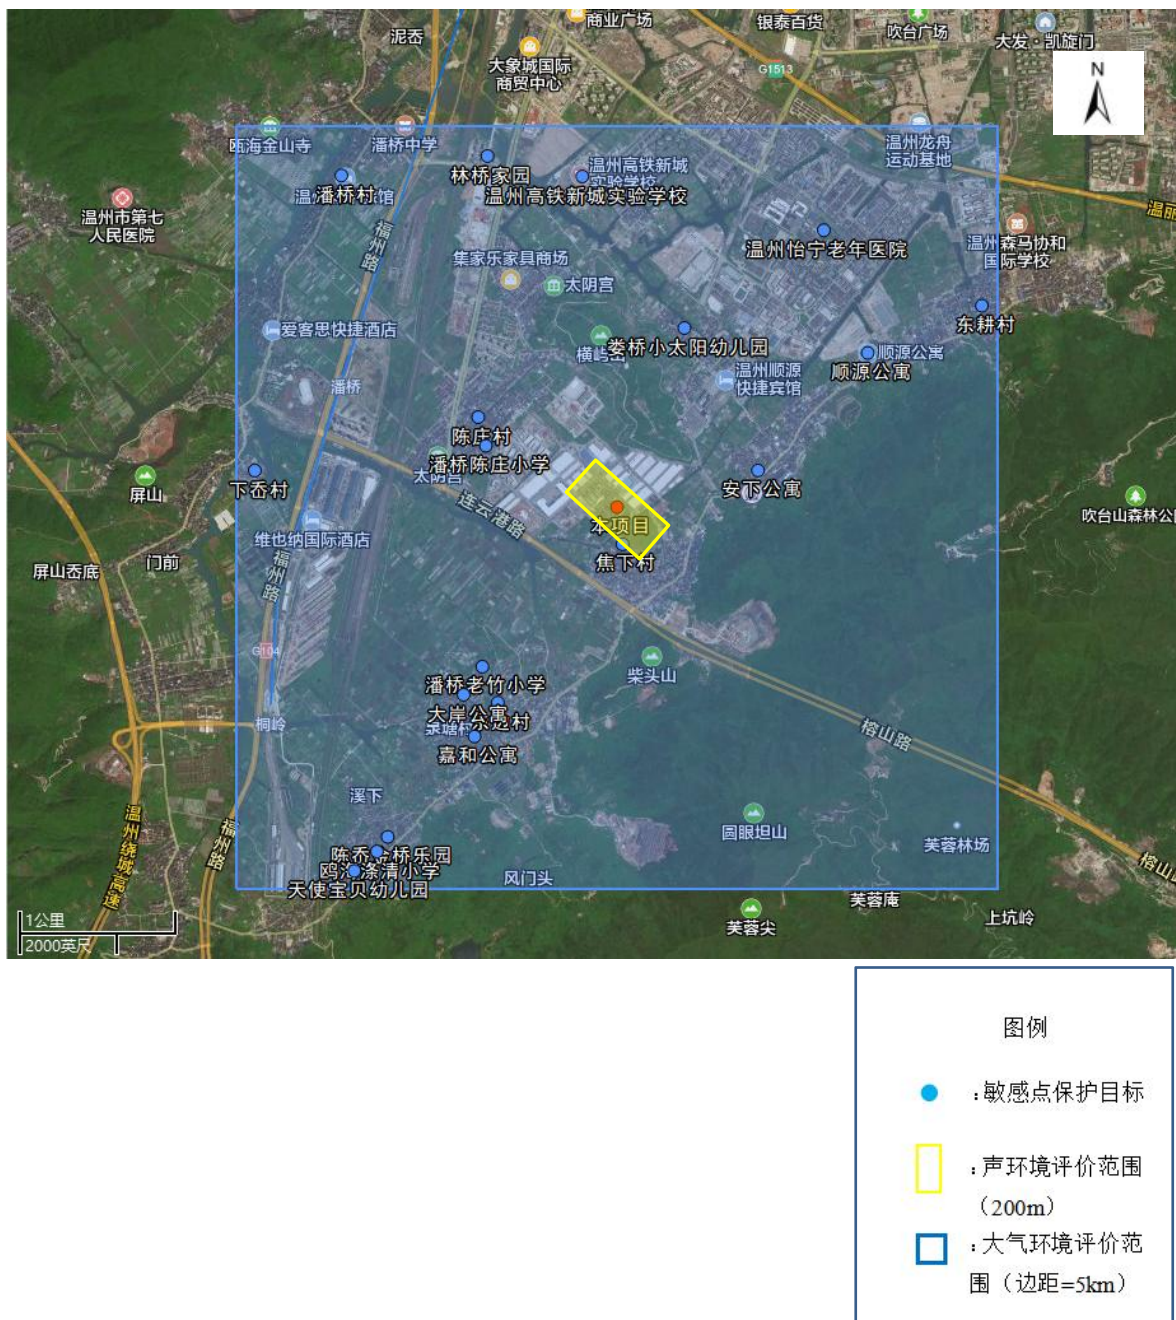 商业广场
银泰百货
吹台广场
大发·凯旋门
泥岙
大象城国际
商贸中心
G1513
N
瓯海金山寺
潘桥中学
温州龙舟
运动基地
林桥家园
温州高铁新城
实验学校
潘桥村
温州高铁新城实验学校
温州市第七
人民医院
福州路
温州怡宁老年医院
温州森马协和
国际学校
集家乐家具商场
太阴宫
东耕村
爱客思快捷酒店
横屿山
娄桥小太阳幼儿园
顺源公寓
顺源公寓
温州顺源
快捷宾馆
潘桥
陈庄村
潘桥陈庄小学
太阴宫
下岙村
屏山
安下公寓
连云港路
本项目
吹台山森林公
维也纳国际酒店
焦下村
门前
屏山岙底
福州路
G104
柴头山
潘桥老竹小学
大岸公寓
桐岭
嘉和公寓
榕山路
溪下
圆眼坦山
芙蓉林场
温州绕城高速
福州路
榕山
天使宝贝幼儿园
风门头
芙蓉庵
芙蓉尖
上坑岭
1公里
2000英尺
图例
:敏感点保护目标
:声环境评价范围
（200m）
:大气环境评价范
围（边距=5km）